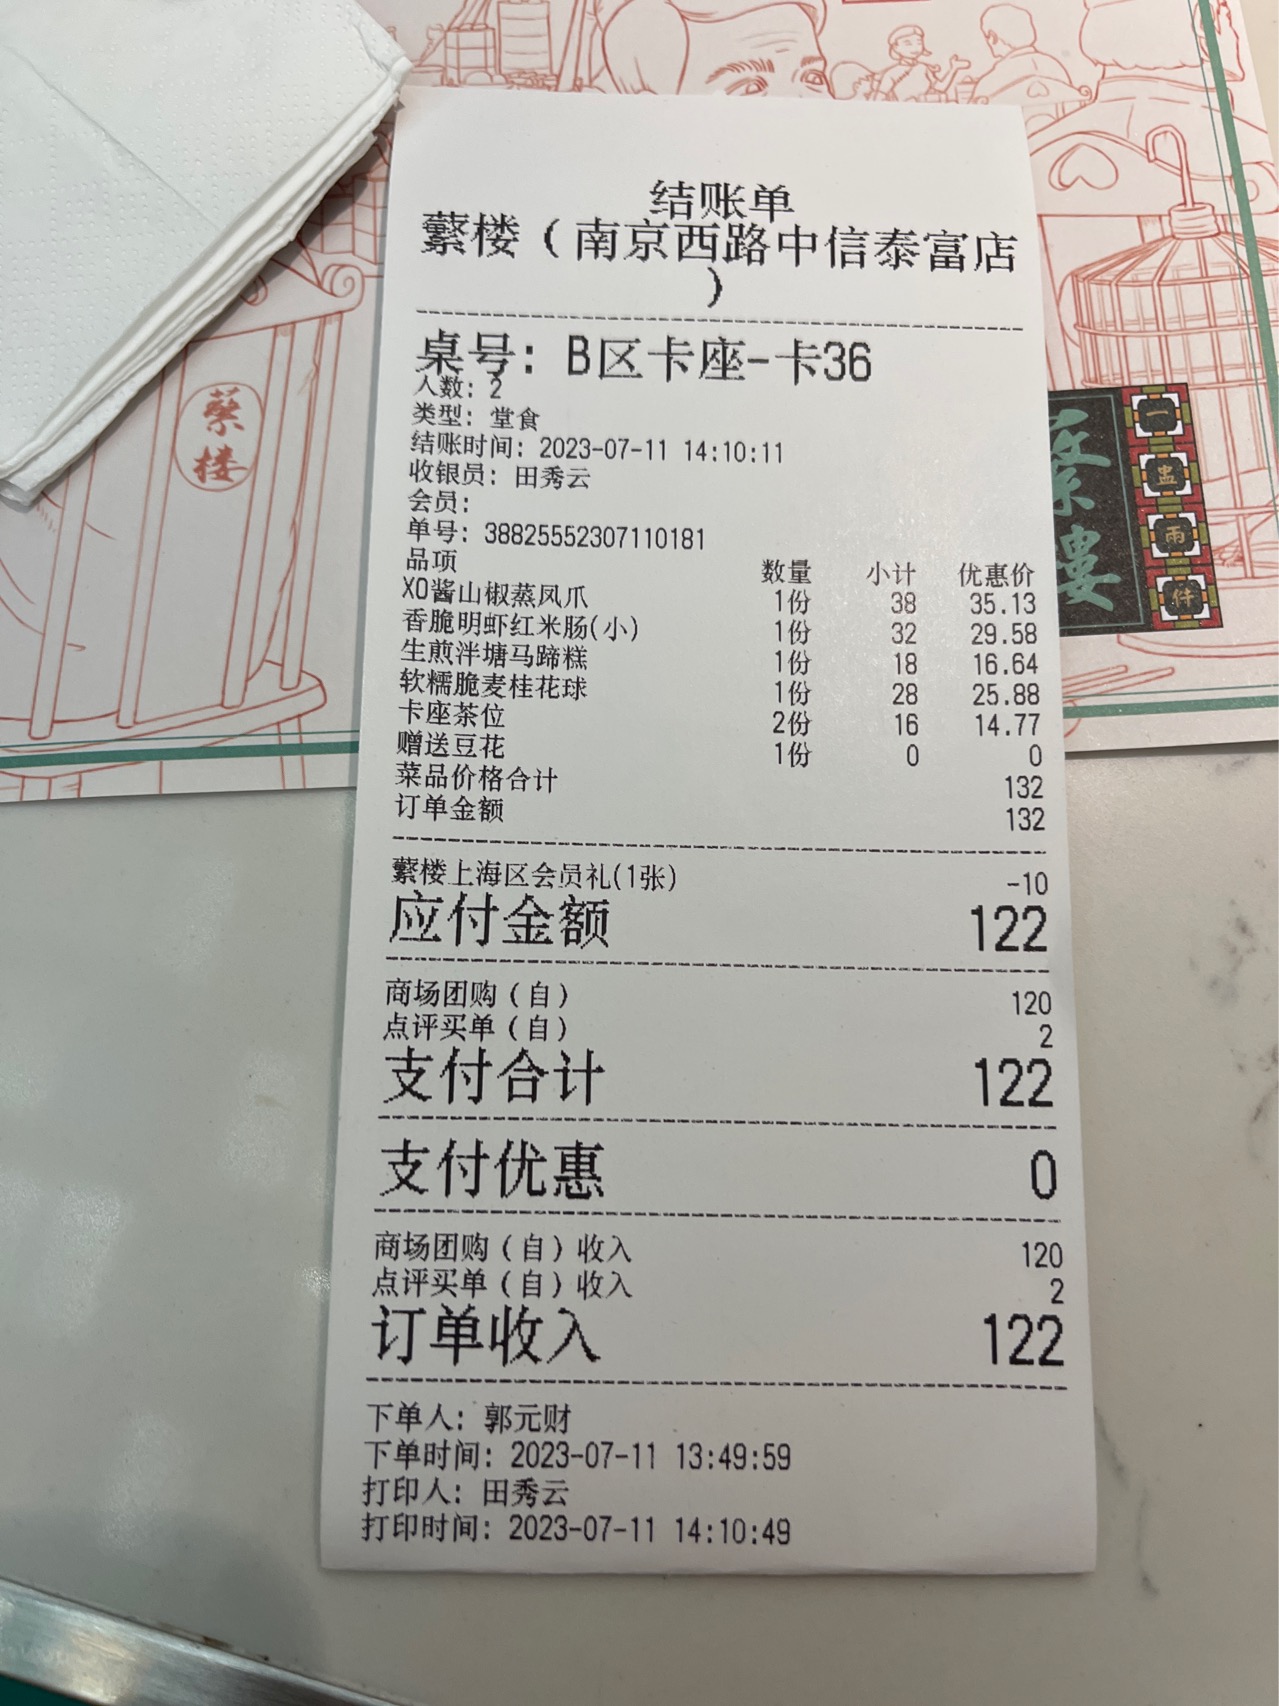 结账单
蘩楼（南京西路中信泰富店
）
桌号: B区卡座-卡36
人数: 2
类型: 堂食
结账时间: 2023-07-11 14:10:11
收银员: 田秀云
会员:
单号: 38825552307110181
品项 数量 小计 优惠价
XO酱山椒蒸凤爪 1份 38 35.13
香脆明虾红米肠(小) 1份 32 29.58
生煎泮塘马蹄糕 1份 18 16.64
软糯脆麦桂花球 1份 28 25.88
卡座茶位 2份 16 14.77
赠送豆花 1份 0 0
菜品价格合计 132
订单金额 132
蘩楼上海区会员礼(1张) -10
应付金额 122
商场团购（自） 120
点评买单（自） 2
支付合计 122
支付优惠 0
商场团购（自）收入 120
点评买单（自）收入 2
订单收入 122
下单人: 郭元财
下单时间: 2023-07-11 13:49:59
打印人: 田秀云
打印时间: 2023-07-11 14:10:49
蘩楼
楼
一盅兩件